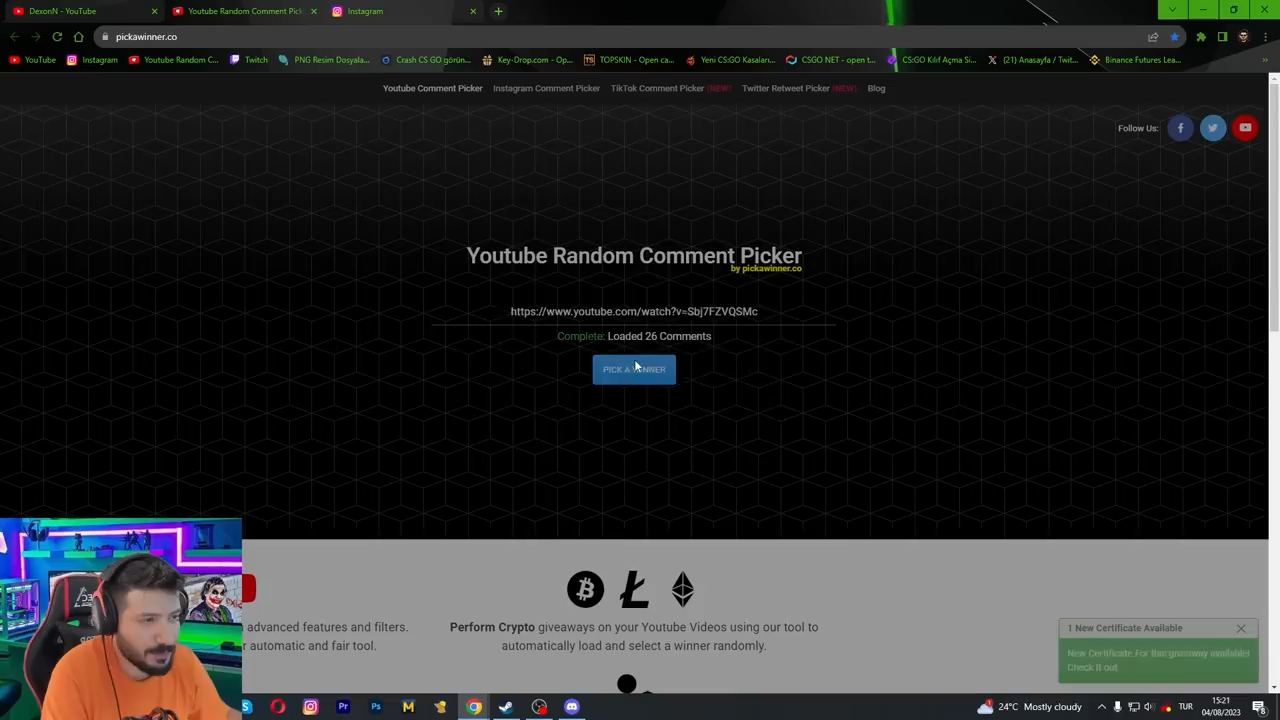 DexonN - YouTube
Youtube Random Comment Pick
Instagram
pickawinner.co
YouTube
Instagram
Youtube Random C...
Twitch
PNG Resim Dosyala...
Crash CS GO görün...
Key-Drop.com - Op...
TOPSKIN - Open ca...
Yeni CS:GO Kasaları...
CSGO NET - open t...
CS:GO Kılıf Açma Si...
(21) Anasayfa / Twit...
Binance Futures Lea...
Youtube Comment Picker
Instagram Comment Picker
TikTok Comment Picker (NEW)
Twitter Retweet Picker (NEW)
Blog
Follow Us:
Youtube Random Comment Picker
by pickawinner.co
https://www.youtube.com/watch?v=Sbj7FZVQSMc
Complete: Loaded 26 Comments
PICK A WINNER
advanced features and filters.
r automatic and fair tool.
Perform Crypto giveaways on your Youtube Videos using our tool to
automatically load and select a winner randomly.
1 New Certificate Available
New Certificate For the giveaway available!
Check it out
24°C Mostly cloudy
TUR
15:21
04/08/2023